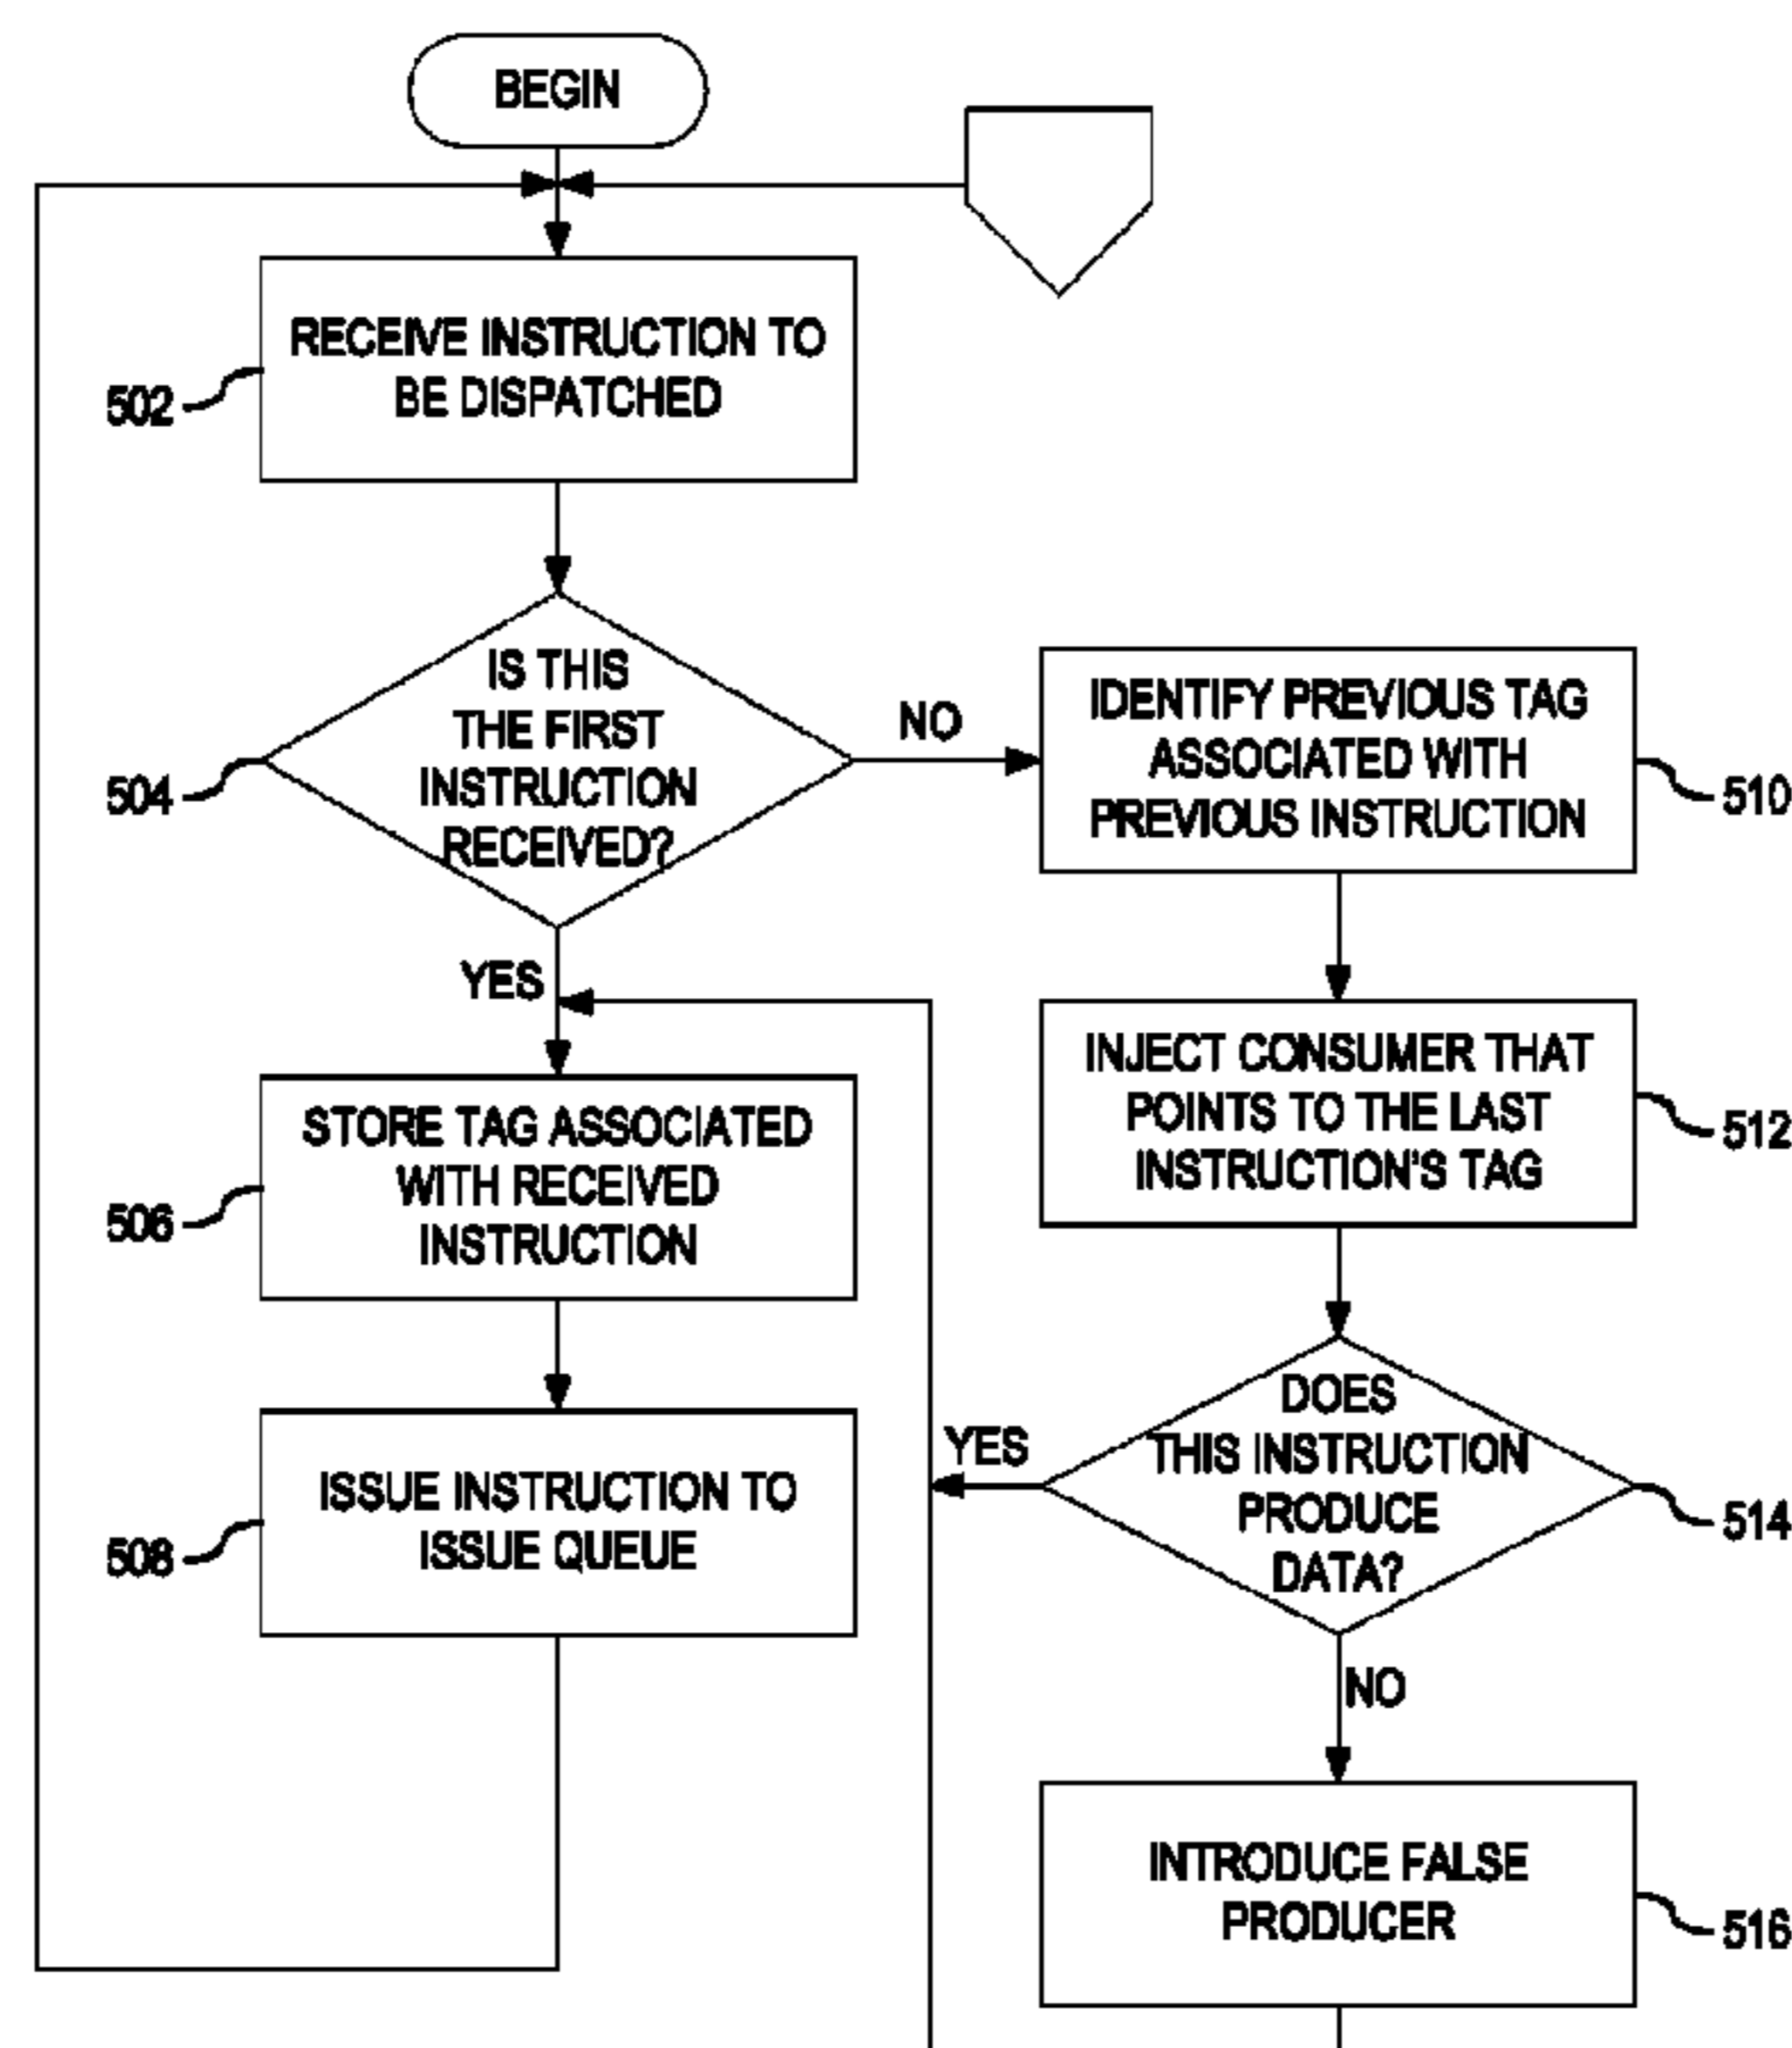 BEGIN
RECEIVE INSTRUCTION TO
BE DISPATCHED
502
IS THIS
THE FIRST
INSTRUCTION
RECEIVED?
504
NO
YES
IDENTIFY PREVIOUS TAG
ASSOCIATED WITH
PREVIOUS INSTRUCTION
510
INJECT CONSUMER THAT
POINTS TO THE LAST
INSTRUCTION'S TAG
512
STORE TAG ASSOCIATED
WITH RECEIVED
INSTRUCTION
506
ISSUE INSTRUCTION TO
ISSUE QUEUE
508
DOES
THIS INSTRUCTION
PRODUCE
DATA?
514
YES
NO
INTRODUCE FALSE
PRODUCER
516